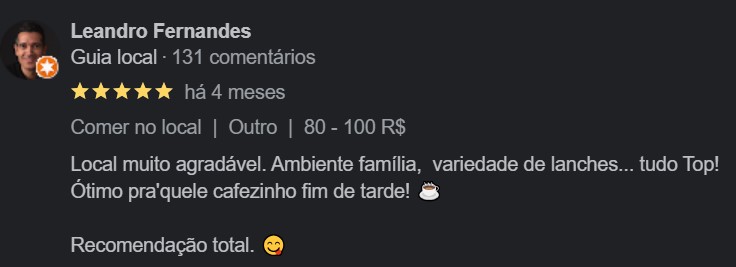 Leandro Fernandes
Guia local · 131 comentários
★★★★★ há 4 meses
Comer no local | Outro | 80 - 100 R$
Local muito agradável. Ambiente família,  variedade de lanches... tudo Top!
Ótimo pra'quele cafezinho fim de tarde! ☕
Recomendação total. 😋